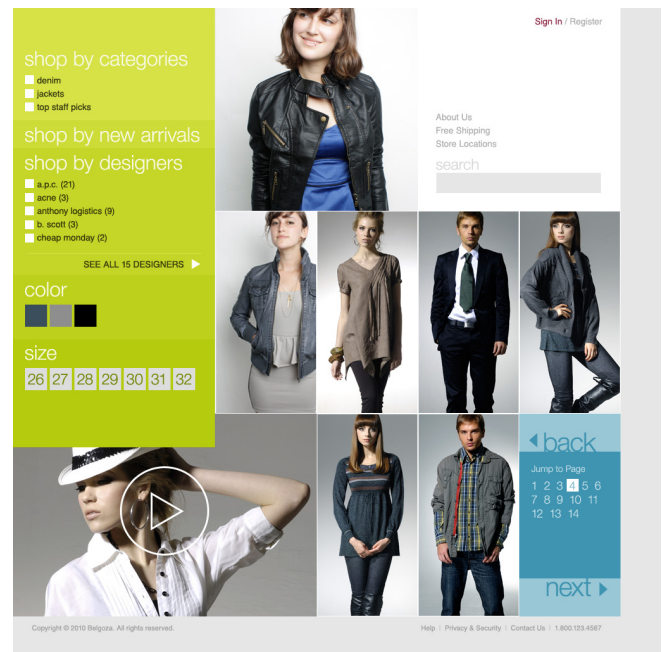 shop by categories
denim
jackets
top staff picks
shop by new arrivals
shop by designers
a.p.c. (21)
acne (3)
anthony logistics (9)
b. scott (3)
cheap monday (2)
SEE ALL 15 DESIGNERS
color
size
26 27 28 29 30 31 32
Sign In / Register
About Us
Free Shipping
Store Locations
search
back
Jump to Page
1 2 3 4 5 6
7 8 9 10 11
12 13 14
next
Copyright © 2010 Belgoza. All rights reserved.
Help | Privacy & Security | Contact Us | 1.800.123.4567